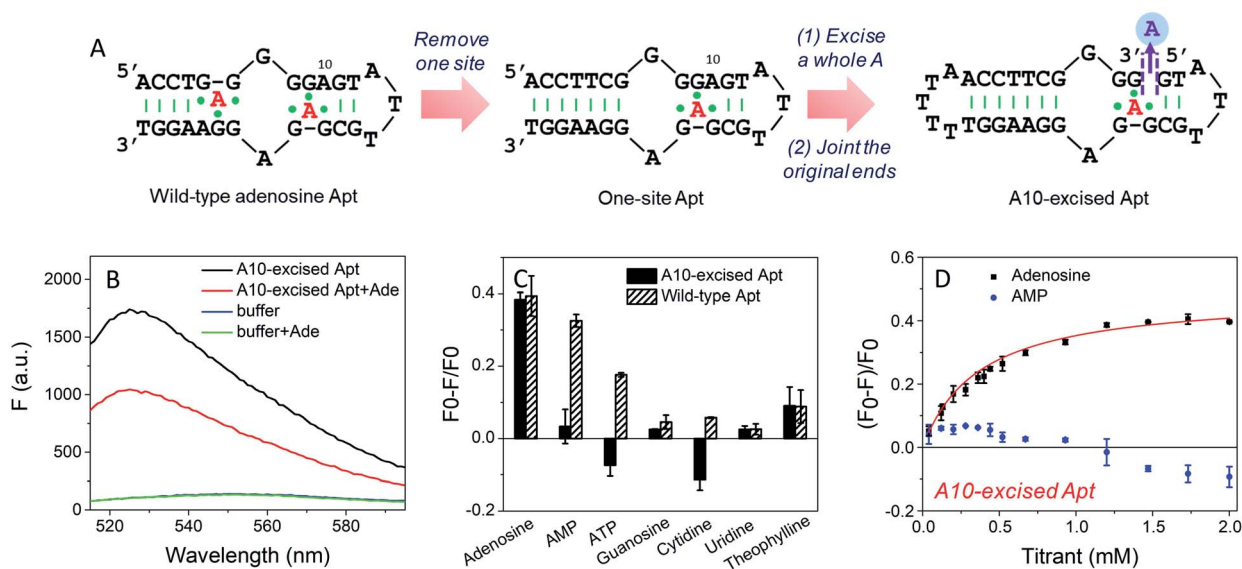 A
5' ACCTG-G G GGAGT A T T
10
A A
3' TGGAAGG A G-GCG T
Wild-type adenosine Apt
Remove
one site
5' ACCTTCG G GGAGT A T T
10
A
3' TGGAAGG A G-GCG T
One-site Apt
(1) Excise
a whole A
(2) Joint the
original ends
A
3' 5'
T A ACCTTCG G GG GT A T T
A
T T TGGAAGG A G-GCG T
A10-excised Apt
B
F (a.u.)
2000
1500
1000
500
0
A10-excised Apt
A10-excised Apt+Ade
buffer
buffer+Ade
520 540 560 580
Wavelength (nm)
C
F0-F/F0
0.4
0.2
0.0
-0.2
A10-excised Apt
Wild-type Apt
Adenosine AMP ATP Guanosine Cytidine Uridine Theophylline
D
(F0-F)/F0
0.6
0.4
0.2
0.0
-0.2
Adenosine
AMP
A10-excised Apt
0.0 0.5 1.0 1.5 2.0
Titrant (mM)